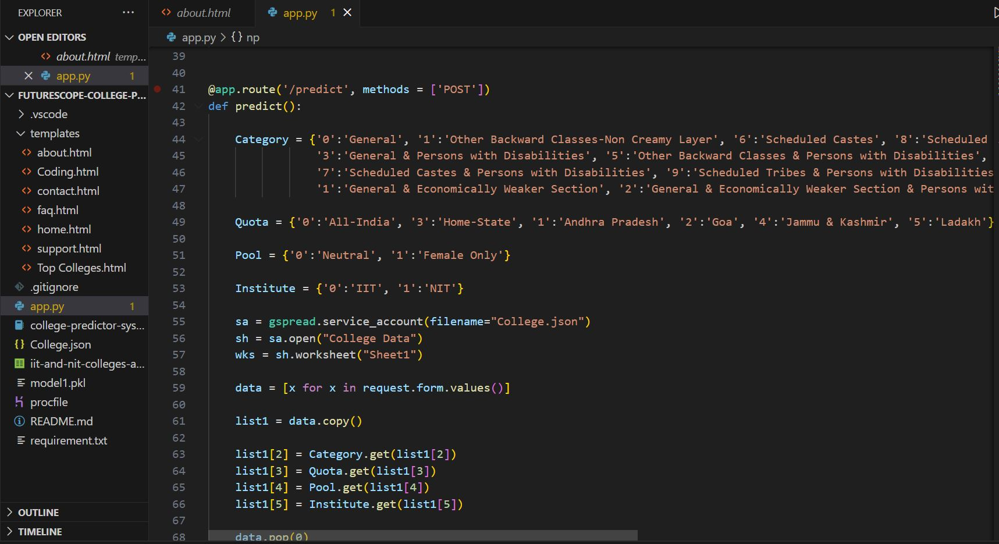 EXPLORER ...
OPEN EDITORS
about.html temp...
app.py 1
FUTURESCOPE-COLLEGE-P...
.vscode
templates
about.html
Coding.html
contact.html
faq.html
home.html
support.html
Top Colleges.html
.gitignore
app.py 1
college-predictor-sys...
College.json
iit-and-nit-colleges-a...
model1.pkl
procfile
README.md
requirement.txt
OUTLINE
TIMELINE
about.html app.py 1
app.py > {} np
39
40
41 @app.route('/predict', methods = ['POST'])
42 def predict():
43
44 Category = {'0':'General', '1':'Other Backward Classes-Non Creamy Layer', '6':'Scheduled Castes', '8':'Scheduled
45 '3':'General & Persons with Disabilities', '5':'Other Backward Classes & Persons with Disabilities',
46 '7':'Scheduled Castes & Persons with Disabilities', '9':'Scheduled Tribes & Persons with Disabilities
47 '1':'General & Economically Weaker Section', '2':'General & Economically Weaker Section & Persons wit
48
49 Quota = {'0':'All-India', '3':'Home-State', '1':'Andhra Pradesh', '2':'Goa', '4':'Jammu & Kashmir', '5':'Ladakh'}
50
51 Pool = {'0':'Neutral', '1':'Female Only'}
52
53 Institute = {'0':'IIT', '1':'NIT'}
54
55 sa = gspread.service_account(filename="College.json")
56 sh = sa.open("College Data")
57 wks = sh.worksheet("Sheet1")
58
59 data = [x for x in request.form.values()]
60
61 list1 = data.copy()
62
63 list1[2] = Category.get(list1[2])
64 list1[3] = Quota.get(list1[3])
65 list1[4] = Pool.get(list1[4])
66 list1[5] = Institute.get(list1[5])
67
68 data.pop(0)